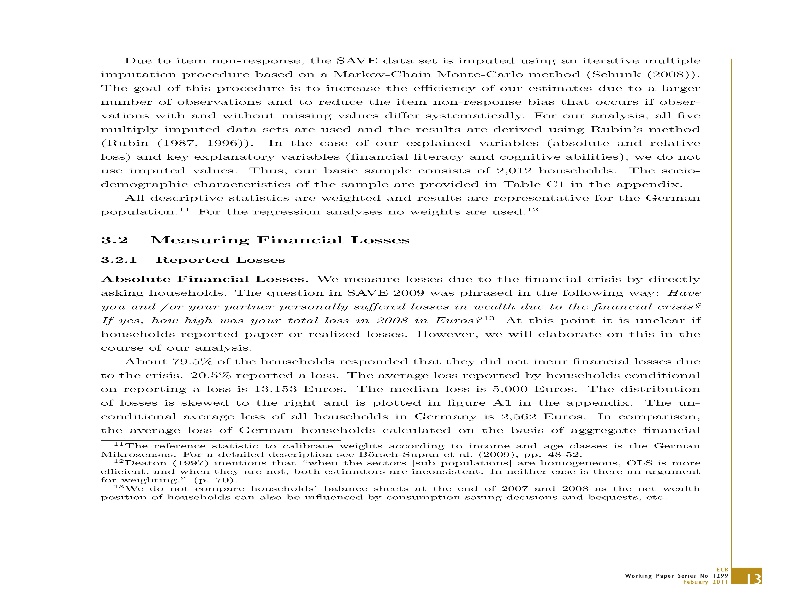 Due to item non-response, the SAVE data set is imputed using an iterative multiple
imputation procedure based on a Markov-Chain Monte-Carlo method (Schunk (2008)).
The goal of this procedure is to increase the efficiency of our estimates due to a larger
number of observations and to reduce the item non response bias that occurs if obser-
vations with and without missing values differ systematically. For our analysis, all five
multiply imputed data sets are used and the results are derived using Rubin's method
(Rubin (1987, 1996)). In the case of our explained variables (absolute and relative
loss) and key explanatory variables (financial literacy and cognitive abilities), we do not
use imputed values. Thus, our basic sample consists of 2,012 households. The socio-
demographic characteristics of the sample are provided in Table C1 in the appendix.
All descriptive statistics are weighted and results are representative for the German
population.11 For the regression analyses no weights are used.12
3.2 Measuring Financial Losses
3.2.1 Reported Losses
Absolute Financial Losses. We measure losses due to the financial crisis by directly
asking households. The question in SAVE 2009 was phrased in the following way: Have
you and /or your partner personally suffered losses in wealth due to the financial crisis?
If yes, how high was your total loss in 2008 in Euros?13 At this point it is unclear if
households reported paper or realized losses. However, we will elaborate on this in the
course of our analysis.
About 79.5% of the households responded that they did not incur financial losses due
to the crisis. 20.5% reported a loss. The average loss reported by households conditional
on reporting a loss is 13,153 Euros. The median loss is 5,000 Euros. The distribution
of losses is skewed to the right and is plotted in figure A1 in the appendix. The un-
conditional average loss of all households in Germany is 2,562 Euros. In comparison,
the average loss of German households calculated on the basis of aggregate financial
11The reference statistic to calibrate weights according to income and age classes is the German
Mikrozensus. For a detailed description see Börsch-Supan et al. (2009), pp. 48-52.
12Deaton (1997) mentions that "when the sectors [sub populations] are homogeneous, OLS is more
efficient, and when they are not, both estimators are inconsistent. In neither case is there an argument
for weighting." (p. 70).
13We do not compare households' balance sheets at the end of 2007 and 2008 as the net wealth
position of households can also be influenced by consumption saving decisions and bequests, etc
ECB
Working Paper Series No 1299
February 2011
13